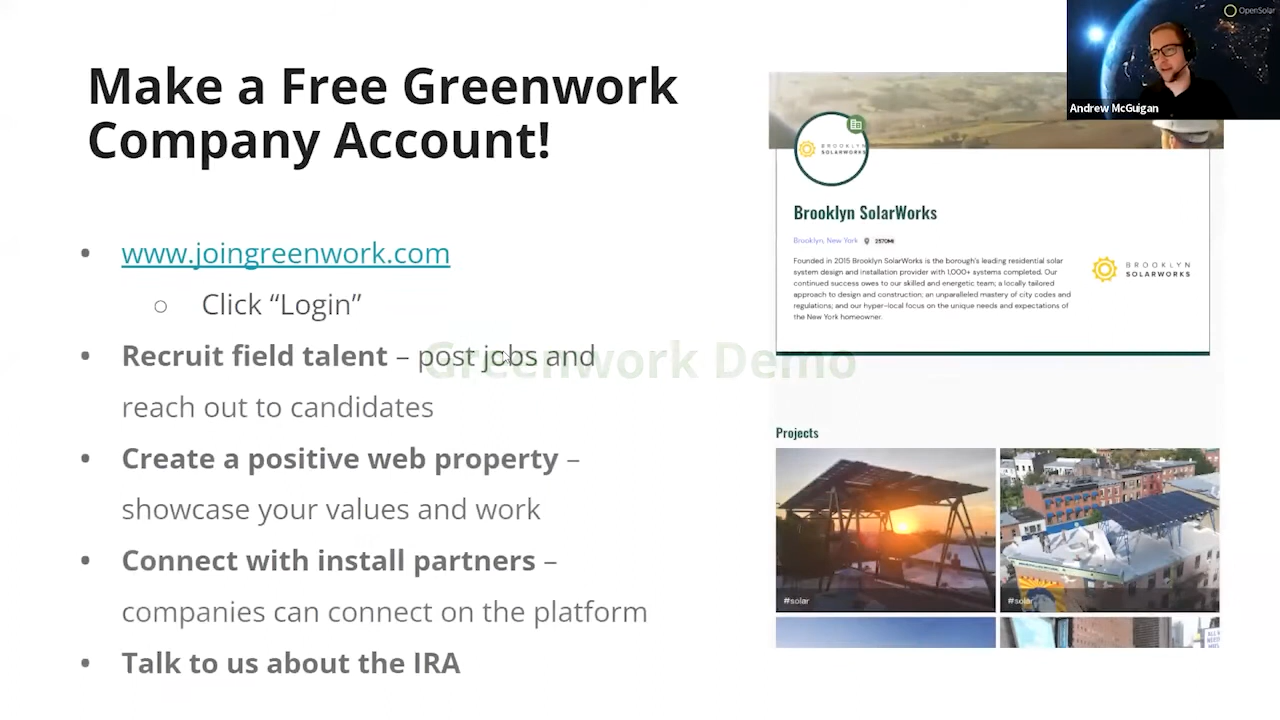 OpenSolar
Andrew McGuigan
Make a Free Greenwork
Company Account!
• www.joingreenwork.com
○ Click “Login”
• Recruit field talent – post jobs and
reach out to candidates
• Create a positive web property –
showcase your values and work
• Connect with install partners –
companies can connect on the platform
• Talk to us about the IRA
Greenwork Demo
BROOKLYN
SOLARWORKS
Brooklyn SolarWorks
Brooklyn, New York
Founded in 2015 Brooklyn SolarWorks is the borough's leading residential solar
system design and installation provider with 1,000+ systems completed. Our
continued success owes to our skilled and energetic team; a locally tailored
approach to design and construction; an unparalleled mastery of city codes and
regulations; and our hyper-local focus on the unique needs and expectations of
the New York homeowner.
BROOKLYN
SOLARWORKS
Projects
#solar
#solar